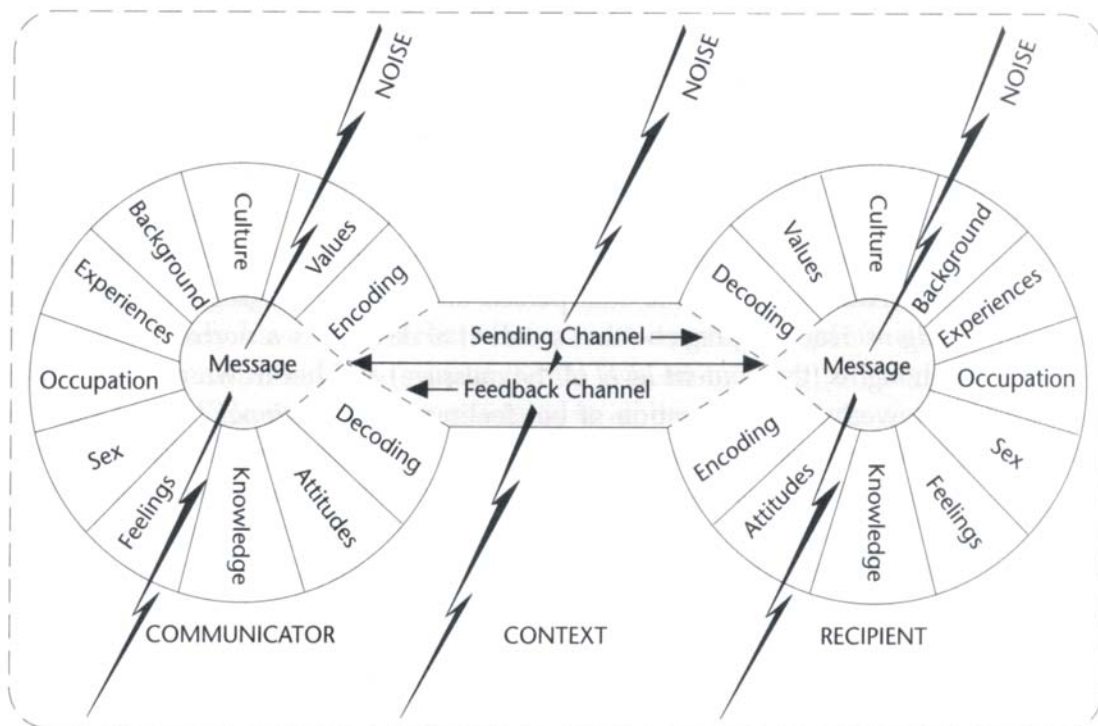 NOISE
NOISE
NOISE
Culture
Values
Encoding
Background
Experiences
Occupation
Sex
Feelings
Knowledge
Attitudes
Decoding
Message
Sending Channel
Feedback Channel
Culture
Values
Decoding
Background
Experiences
Occupation
Sex
Feelings
Knowledge
Attitudes
Encoding
Message
COMMUNICATOR
CONTEXT
RECIPIENT